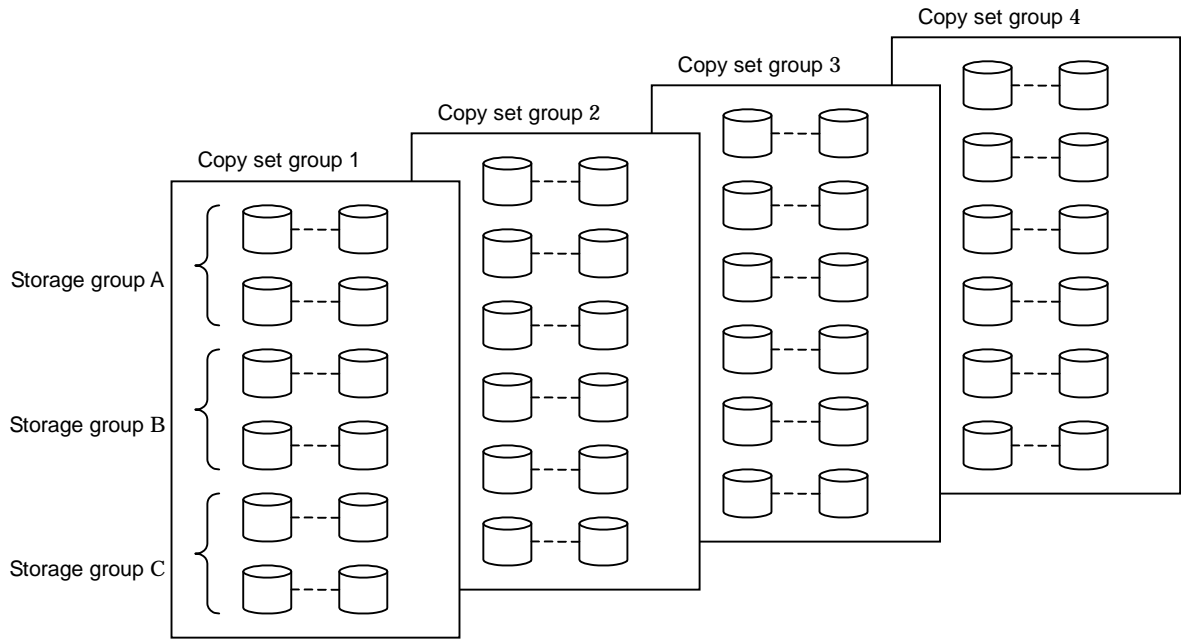 Copy set group 4
Copy set group 3
Copy set group 2
Copy set group 1
Storage group A
Storage group B
Storage group C